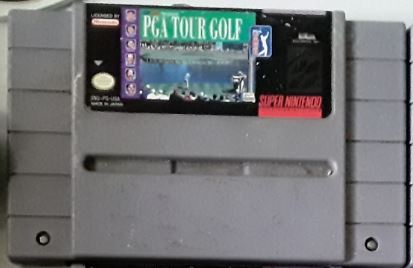 LICENSED BY
Nintendo
PGA TOUR GOLF
SNS-PG-USA
MADE IN JAPAN
SUPER NINTENDO